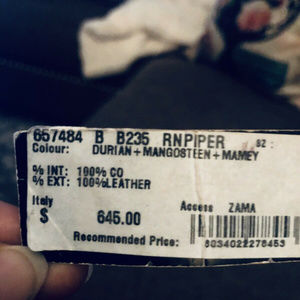 657484 B B235 RNPIPER SZ:
Colour: DURIAN+MANGOSTEEN+MAMEY
% INT: 100% CO
% EXT: 100%LEATHER
Italy Access ZAMA
$ 645.00
Recommended Price: 8034022278453